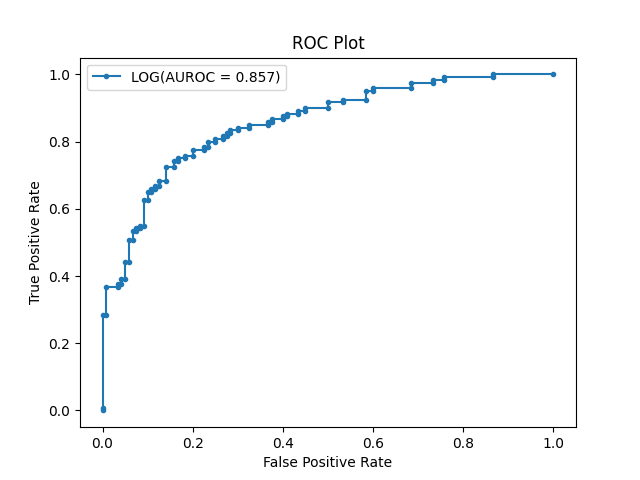 ROC Plot
LOG(AUROC = 0.857)
True Positive Rate
1.0
0.8
0.6
0.4
0.2
0.0
0.0 0.2 0.4 0.6 0.8 1.0
False Positive Rate